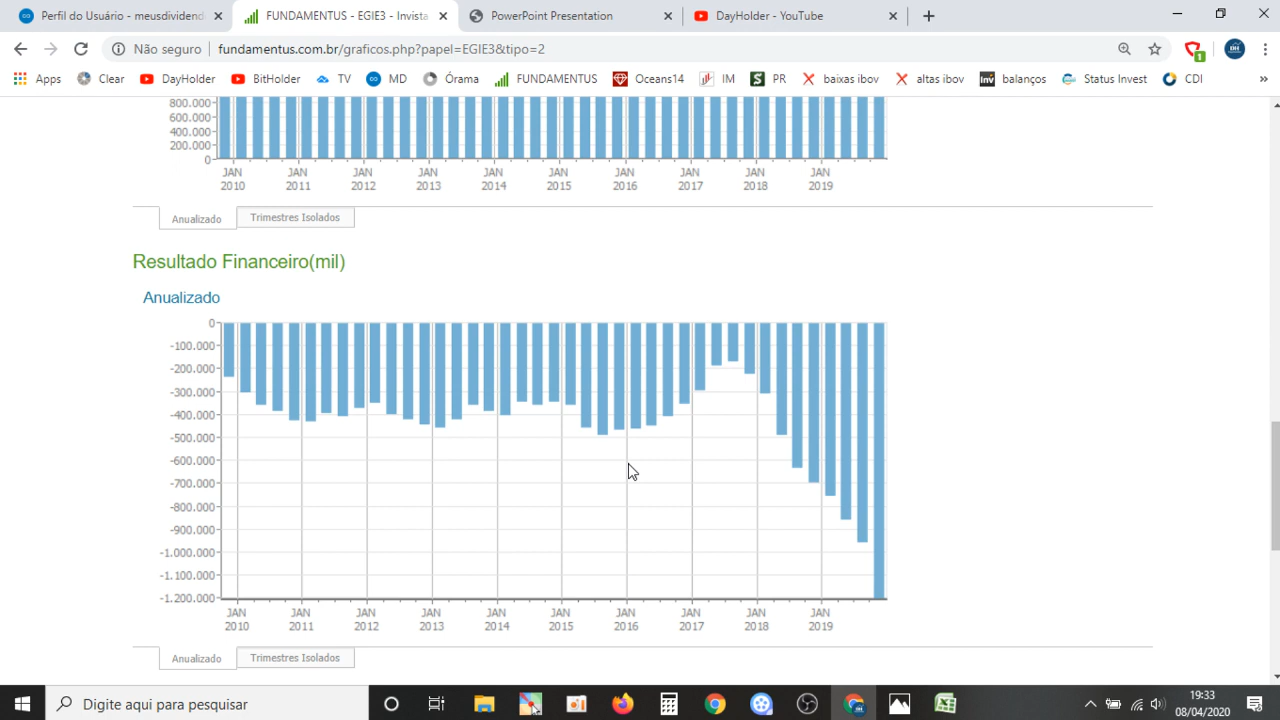 Perfil do Usuário - meusdividend
FUNDAMENTUS - EGIE3 - Invista
PowerPoint Presentation
DayHolder - YouTube
Não seguro
fundamentus.com.br/graficos.php?papel=EGIE3&tipo=2
1
Apps
Clear
DayHolder
BitHolder
TV
MD
Órama
FUNDAMENTUS
Oceans14
IM
PR
baixas ibov
altas ibov
Inv
balanços
Status Invest
CDI
»
800.000
600.000
400.000
200.000
0
JAN 2010
JAN 2011
JAN 2012
JAN 2013
JAN 2014
JAN 2015
JAN 2016
JAN 2017
JAN 2018
JAN 2019
Anualizado
Trimestres Isolados
Resultado Financeiro(mil)
Anualizado
0
-100.000
-200.000
-300.000
-400.000
-500.000
-600.000
-700.000
-800.000
-900.000
-1.000.000
-1.100.000
-1.200.000
JAN 2010
JAN 2011
JAN 2012
JAN 2013
JAN 2014
JAN 2015
JAN 2016
JAN 2017
JAN 2018
JAN 2019
Anualizado
Trimestres Isolados
Digite aqui para pesquisar
19:33
08/04/2020